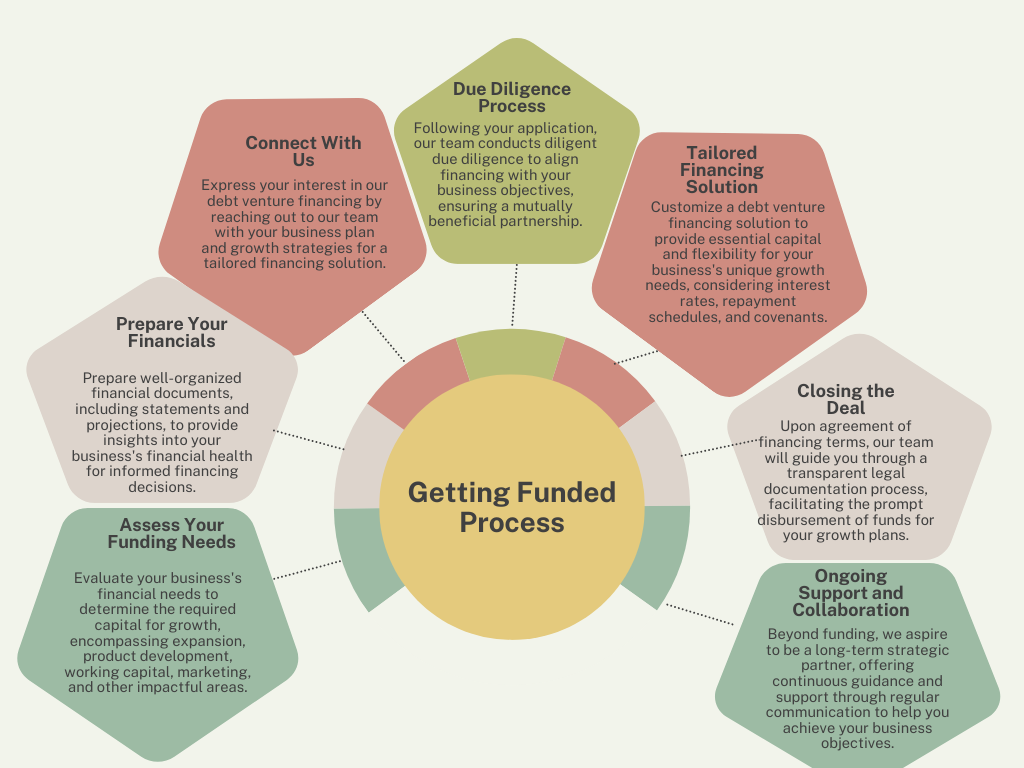 Due Diligence
Process
Following your application,
our team conducts diligent
due diligence to align
financing with your
business objectives,
ensuring a mutually
beneficial partnership.
Connect With
Us
Express your interest in our
debt venture financing by
reaching out to our team
with your business plan
and growth strategies for a
tailored financing solution.
Tailored
Financing
Solution
Customize a debt venture
financing solution to
provide essential capital
and flexibility for your
business's unique growth
needs, considering interest
rates, repayment
schedules, and covenants.
Prepare Your
Financials
Prepare well-organized
financial documents,
including statements and
projections, to provide
insights into your
business's financial health
for informed financing
decisions.
Closing the
Deal
Upon agreement of
financing terms, our team
will guide you through a
transparent legal
documentation process,
facilitating the prompt
disbursement of funds for
your growth plans.
Getting Funded
Process
Assess Your
Funding Needs
Evaluate your business's
financial needs to
determine the required
capital for growth,
encompassing expansion,
product development,
working capital, marketing,
and other impactful areas.
Ongoing
Support and
Collaboration
Beyond funding, we aspire
to be a long-term strategic
partner, offering
continuous guidance and
support through regular
communication to help you
achieve your business
objectives.